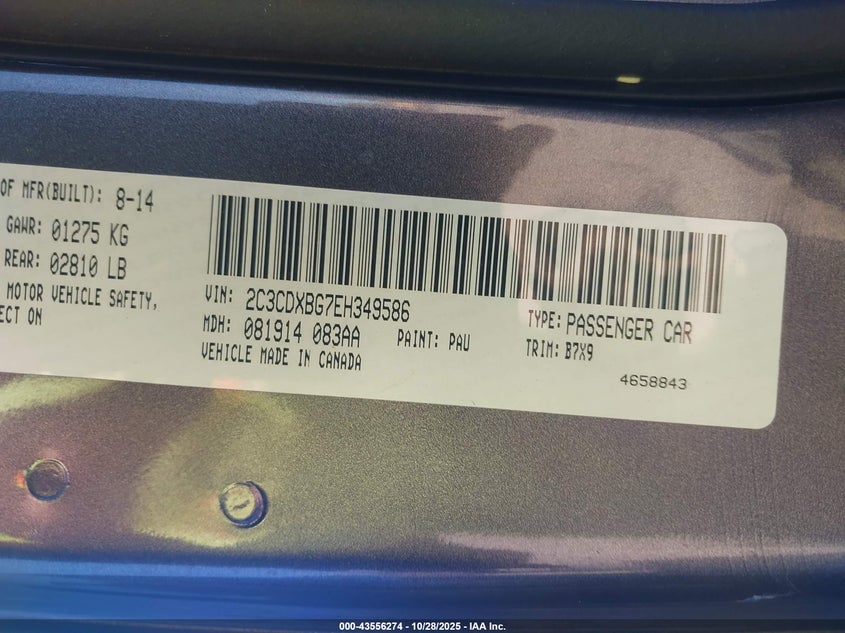 OF MFR(BUILT): 8-14
GAWR: 01275 KG
REAR: 02810 LB
MOTOR VEHICLE SAFETY,
ECT ON
VIN: 2C3CDXBG7EH349586
MDH: 081914 083AA
PAINT: PAU
VEHICLE MADE IN CANADA
TYPE: PASSENGER CAR
TRIM: B7X9
4658843
000-43556274 - 10/28/2025 - IAA Inc.